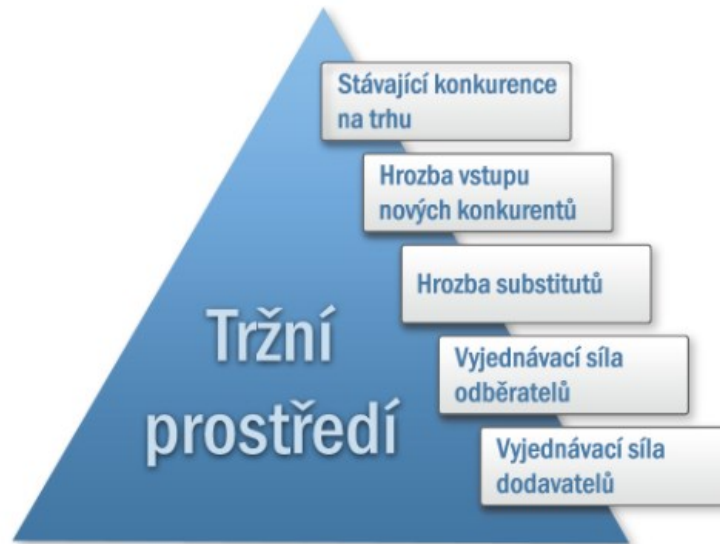 Stávající konkurence
na trhu
Hrozba vstupu
nových konkurentů
Hrozba substitutů
Tržní
prostředí
Vyjednávací síla
odběratelů
Vyjednávací síla
dodavatelů